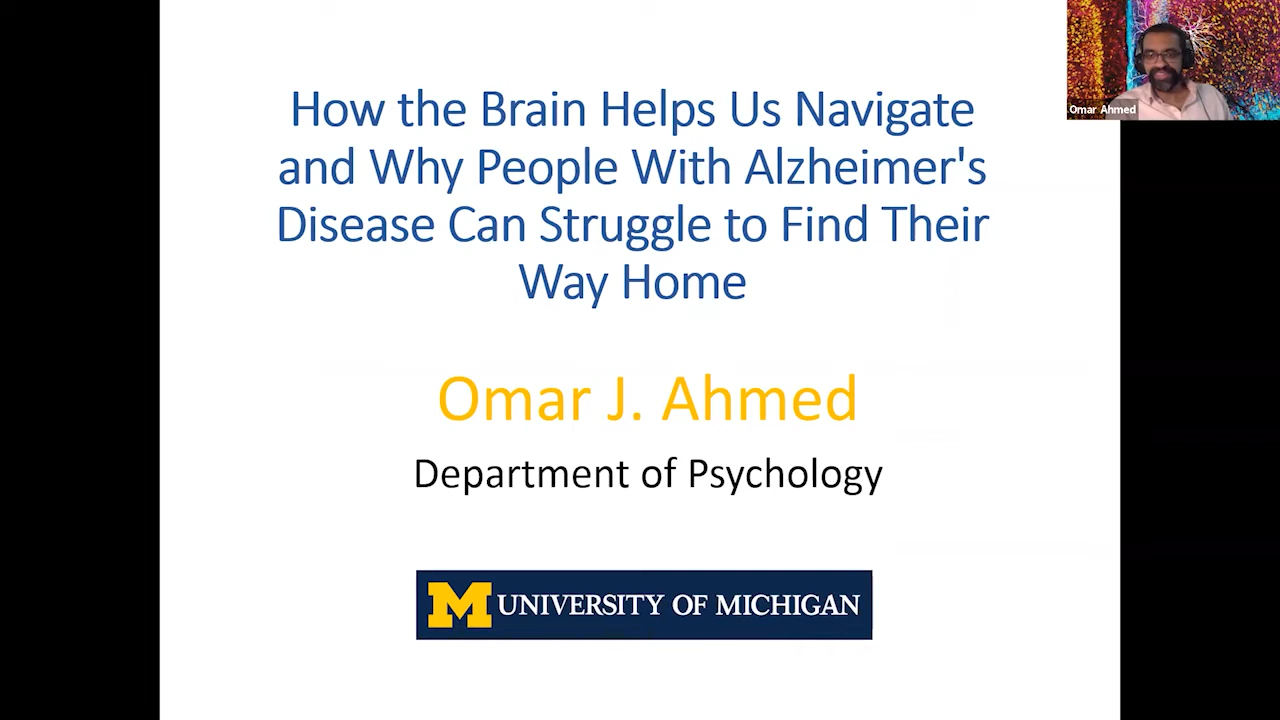 How the Brain Helps Us Navigate
and Why People With Alzheimer's
Disease Can Struggle to Find Their
Way Home
Omar J. Ahmed
Department of Psychology
M UNIVERSITY OF MICHIGAN
Omar Ahmed